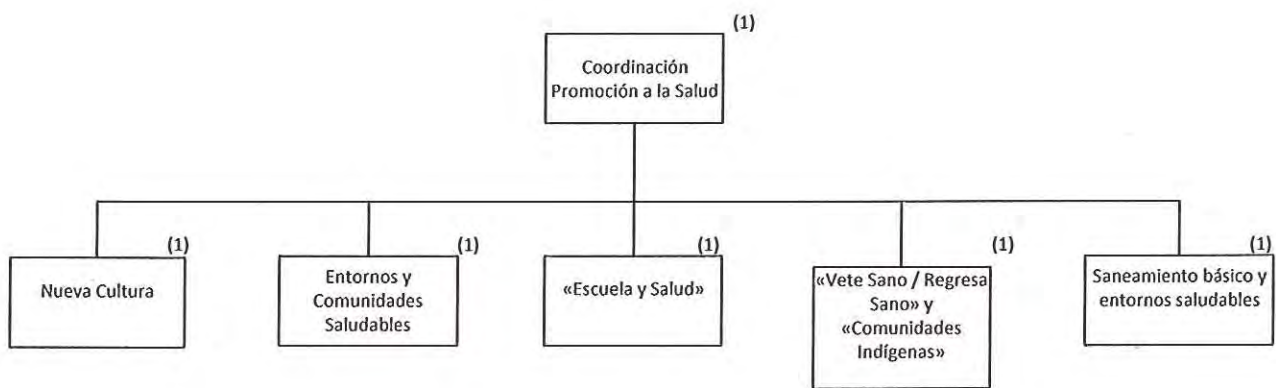 (1)
Coordinación
Promoción a la Salud
(1)
Nueva Cultura
(1)
Entornos y
Comunidades
Saludables
(1)
«Escuela y Salud»
(1)
«Vete Sano / Regresa
Sano» y
«Comunidades
Indígenas»
(1)
Saneamiento básico y
entornos saludables